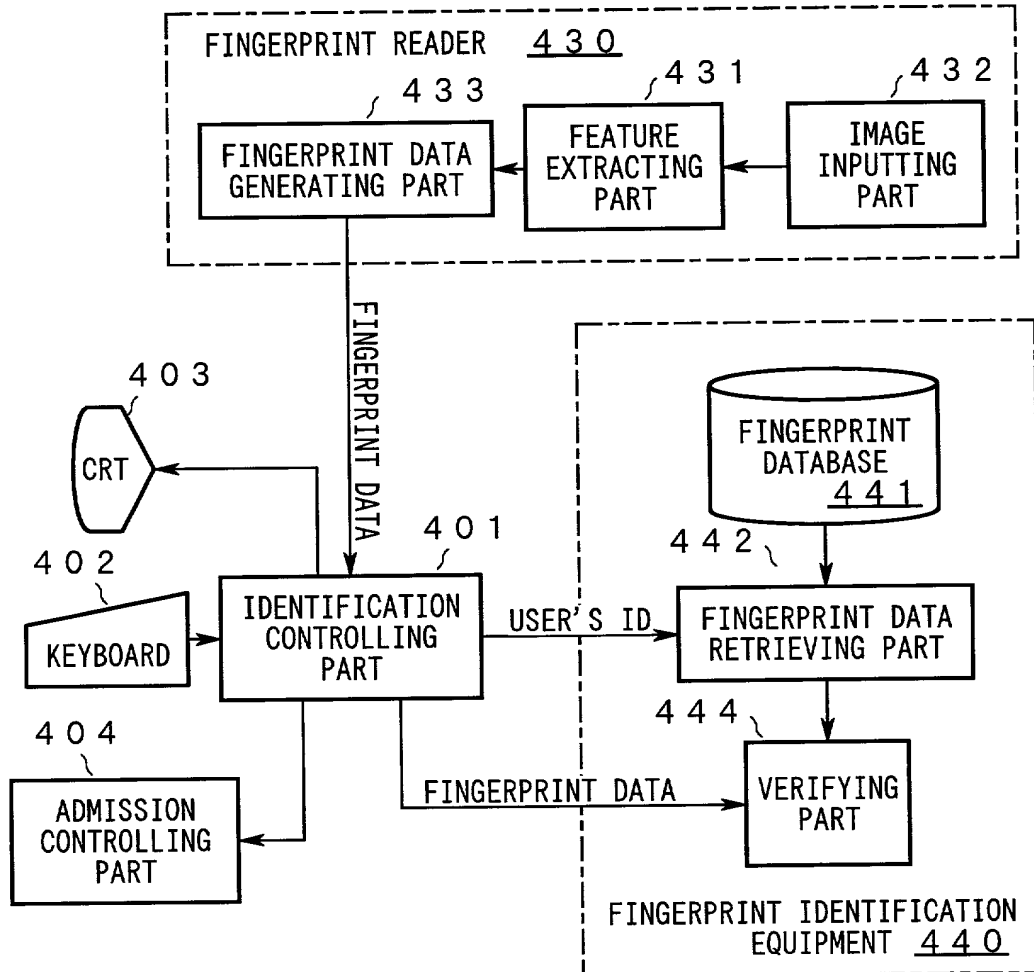 FINGERPRINT READER 430
433
431
432
FINGERPRINT DATA
GENERATING PART
FEATURE
EXTRACTING
PART
IMAGE
INPUTTING
PART
FINGERPRINT DATA
403
CRT
402
KEYBOARD
401
IDENTIFICATION
CONTROLLING
PART
404
ADMISSION
CONTROLLING
PART
USER'S ID
FINGERPRINT DATA
FINGERPRINT
DATABASE
441
442
FINGERPRINT DATA
RETRIEVING PART
444
VERIFYING
PART
FINGERPRINT IDENTIFICATION
EQUIPMENT 440